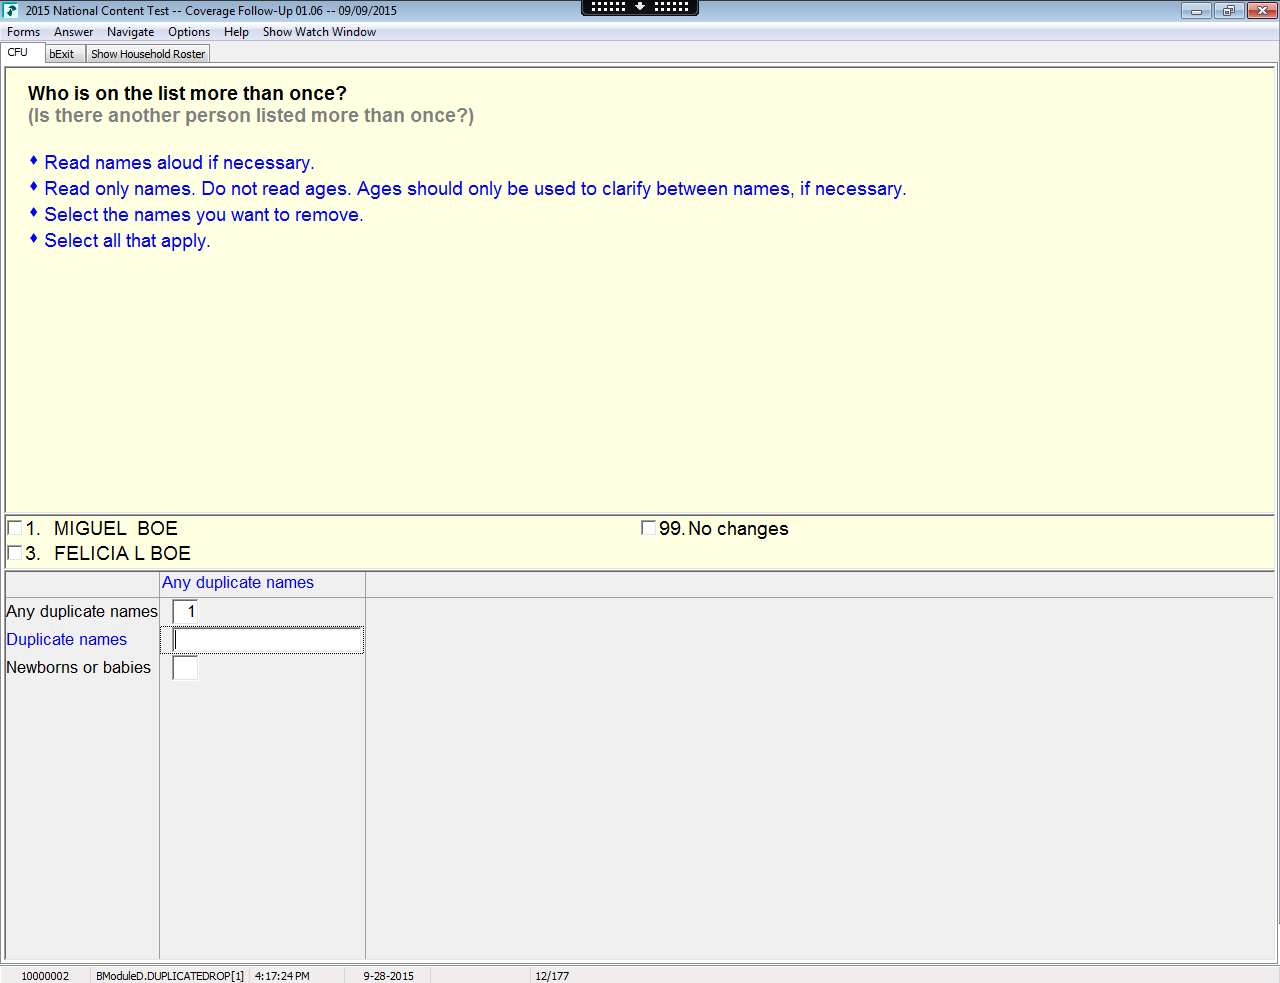 2015 National Content Test -- Coverage Follow-Up 01.06 -- 09/09/2015
Forms Answer Navigate Options Help Show Watch Window
CFU bExit Show Household Roster
Who is on the list more than once?
(Is there another person listed more than once?)
♦ Read names aloud if necessary.
♦ Read only names. Do not read ages. Ages should only be used to clarify between names, if necessary.
♦ Select the names you want to remove.
♦ Select all that apply.
1. MIGUEL BOE 99. No changes
3. FELICIA L BOE
Any duplicate names
Any duplicate names 1
Duplicate names
Newborns or babies
10000002 BModuleD.DUPLICATEDROP[1] 4:17:24 PM 9-28-2015 12/177